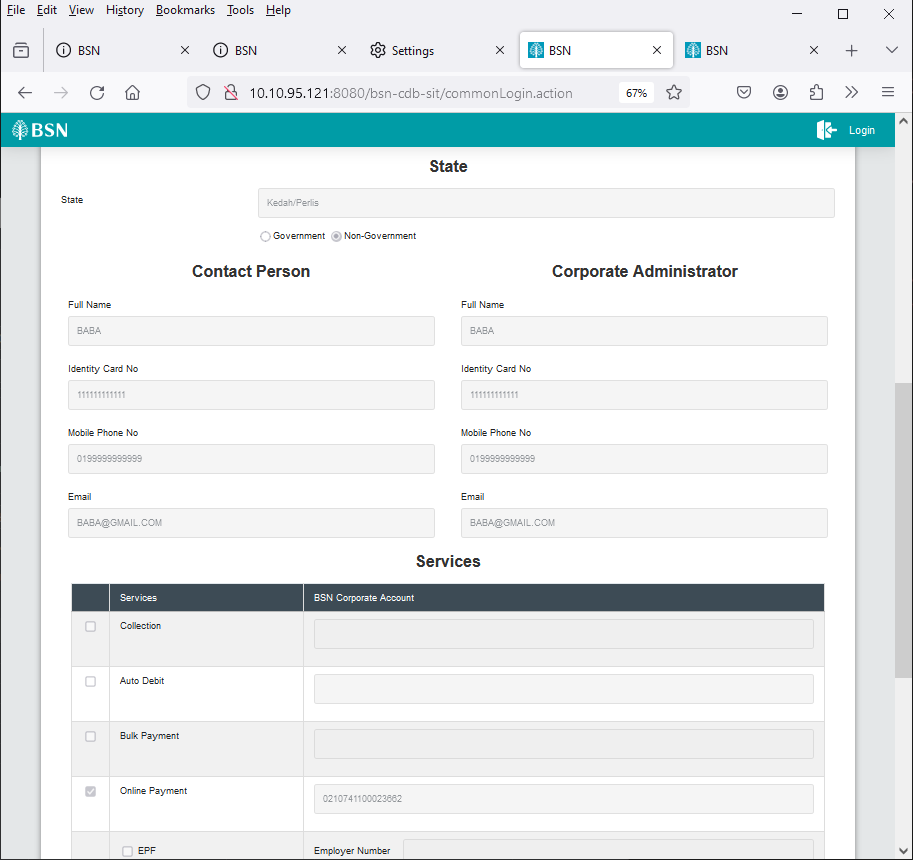 File Edit View History Bookmarks Tools Help
BSN BSN Settings BSN BSN
10.10.95.121:8080/bsn-cdb-sit/commonLogin.action 67%
BSN Login
State
State Kedah/Perlis
Government Non-Government
Contact Person Corporate Administrator
Full Name Full Name
BABA BABA
Identity Card No Identity Card No
111111111111 111111111111
Mobile Phone No Mobile Phone No
0199999999999 0199999999999
Email Email
BABA@GMAIL.COM BABA@GMAIL.COM
Services
Services BSN Corporate Account
Collection
Auto Debit
Bulk Payment
Online Payment 0210741100023662
EPF Employer Number